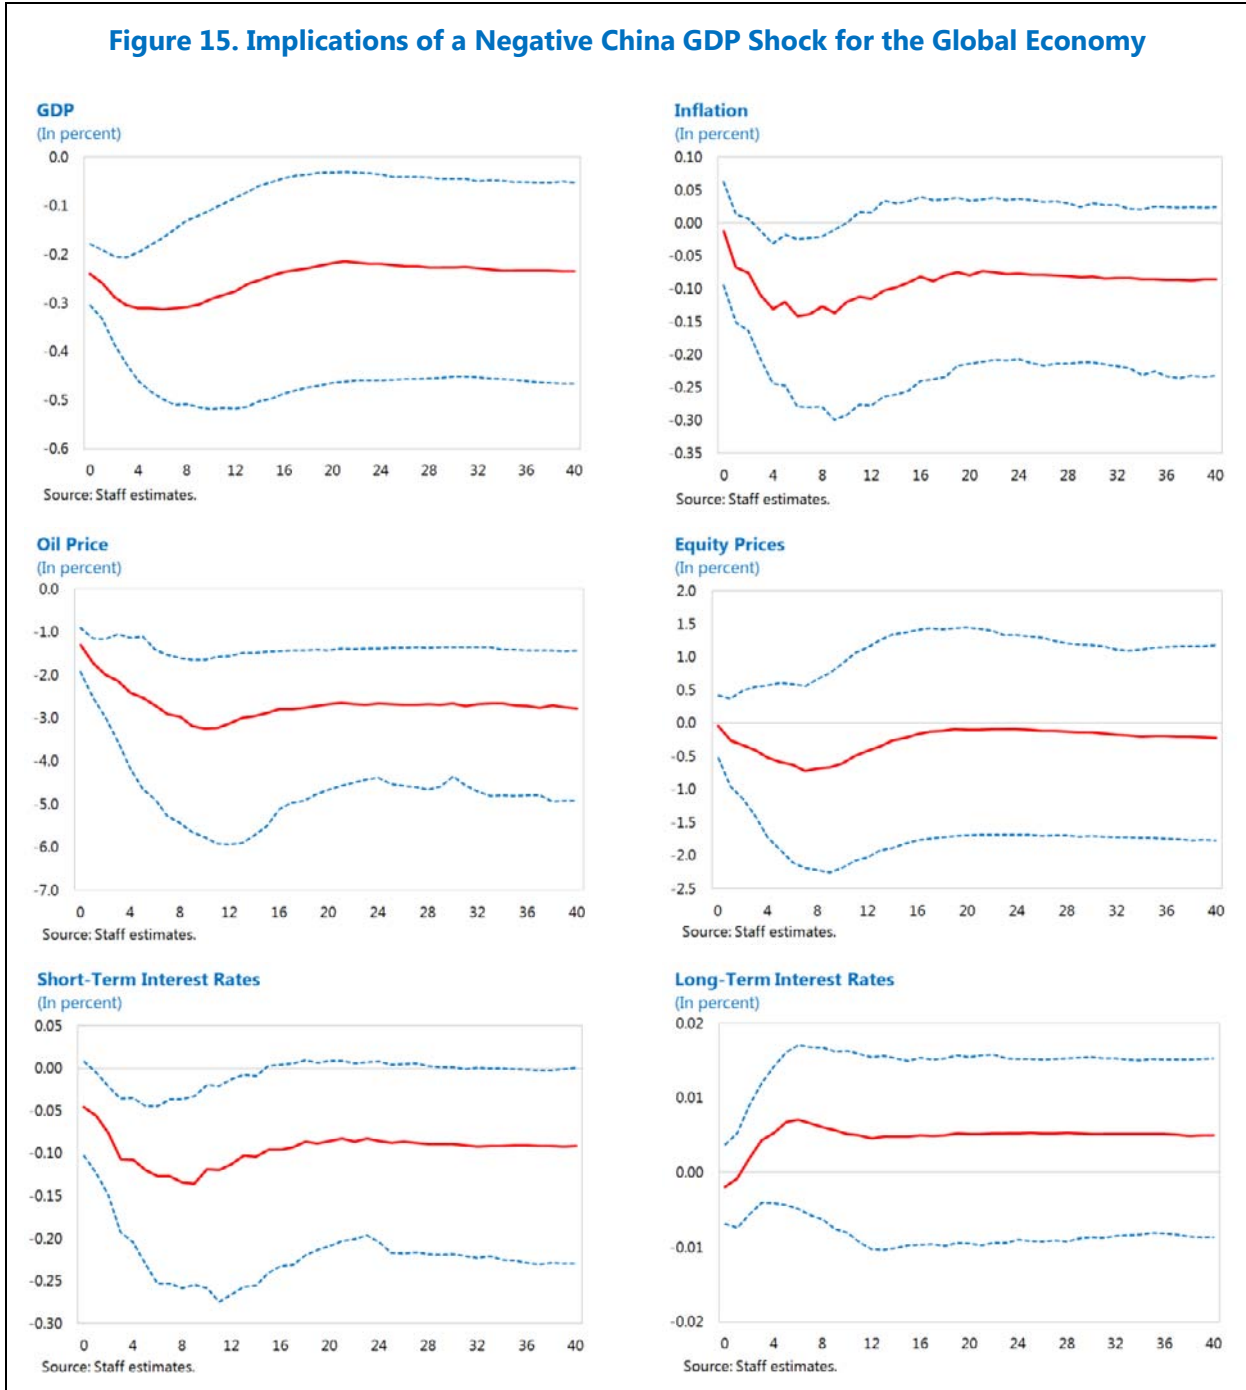 Figure 15. Implications of a Negative China GDP Shock for the Global Economy
GDP
(In percent)
0.0
-0.1
-0.2
-0.3
-0.4
-0.5
-0.6
0 4 8 12 16 20 24 28 32 36 40
Source: Staff estimates.
Inflation
(In percent)
0.10
0.05
0.00
-0.05
-0.10
-0.15
-0.20
-0.25
-0.30
-0.35
0 4 8 12 16 20 24 28 32 36 40
Source: Staff estimates.
Oil Price
(In percent)
0.0
-1.0
-2.0
-3.0
-4.0
-5.0
-6.0
-7.0
0 4 8 12 16 20 24 28 32 36 40
Source: Staff estimates.
Equity Prices
(In percent)
2.0
1.5
1.0
0.5
0.0
-0.5
-1.0
-1.5
-2.0
-2.5
0 4 8 12 16 20 24 28 32 36 40
Source: Staff estimates.
Short-Term Interest Rates
(In percent)
0.05
0.00
-0.05
-0.10
-0.15
-0.20
-0.25
-0.30
0 4 8 12 16 20 24 28 32 36 40
Source: Staff estimates.
Long-Term Interest Rates
(In percent)
0.02
0.01
0.00
-0.01
-0.02
0 4 8 12 16 20 24 28 32 36 40
Source: Staff estimates.